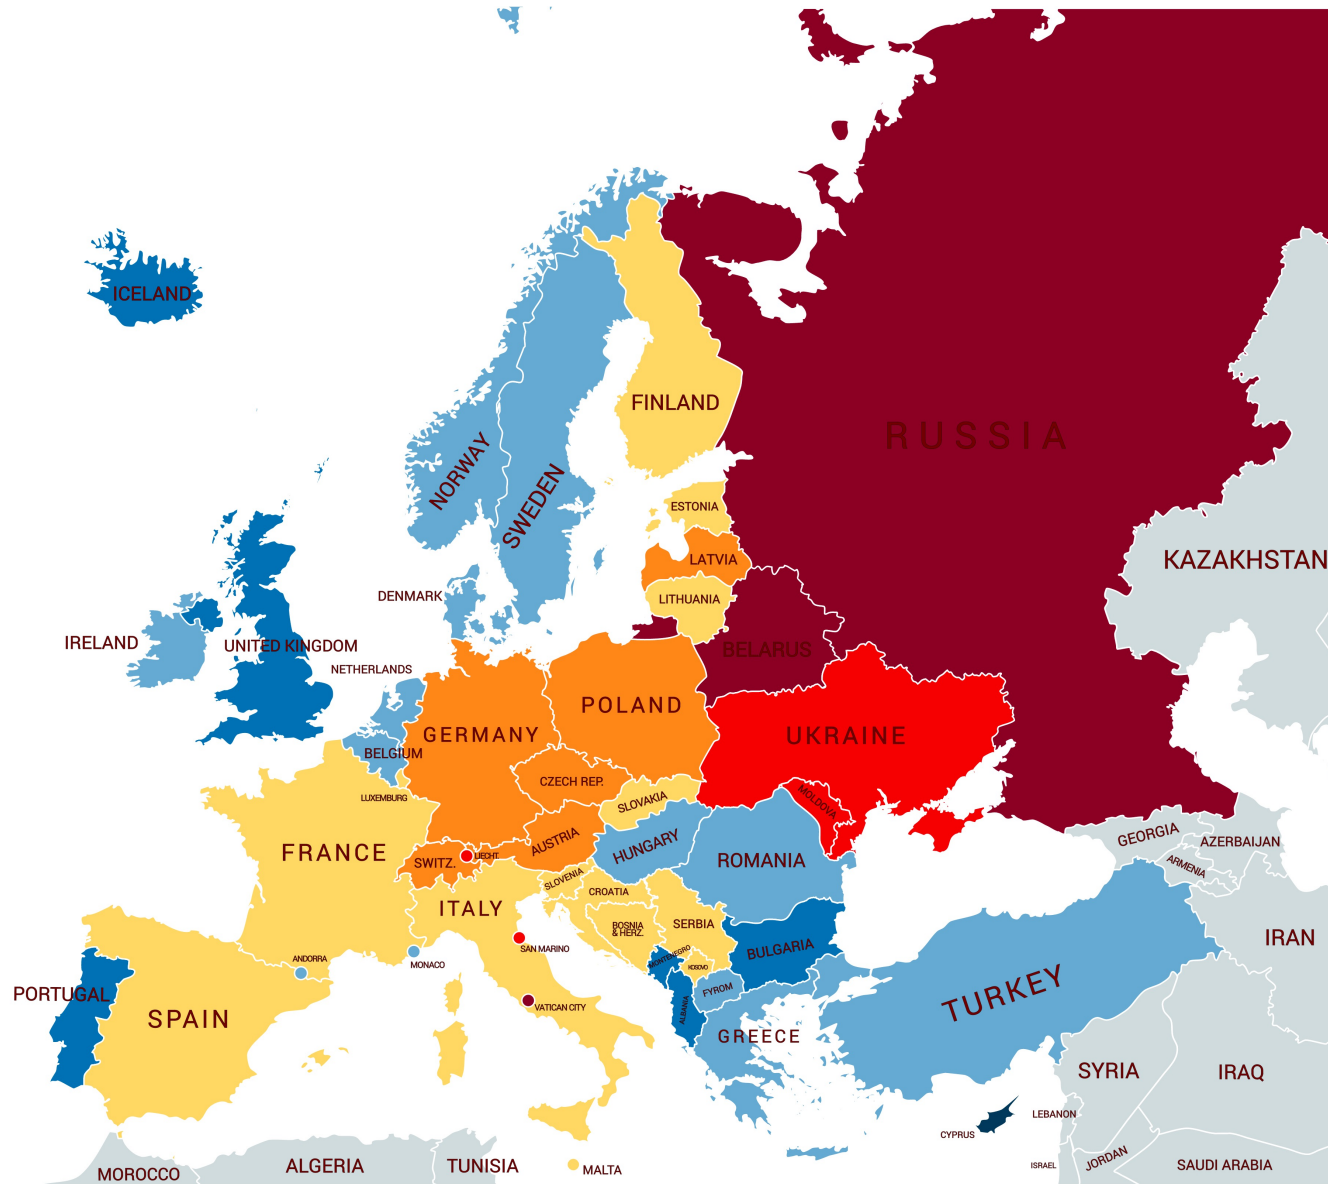 ICELAND
RUSSIA
FINLAND
NORWAY
SWEDEN
ESTONIA
LATVIA
LITHUANIA
KAZAKHSTAN
DENMARK
IRELAND
UNITED KINGDOM
BELARUS
NETHERLANDS
POLAND
GERMANY
UKRAINE
BELGIUM
CZECH REP.
LUXEMBURG
SLOVAKIA
MOLDOVA
GEORGIA
AZERBAIJAN
FRANCE
SWITZ.
LIECHT.
AUSTRIA
HUNGARY
ROMANIA
ARMENIA
SLOVENIA
CROATIA
ITALY
BOSNIA
& HERZ.
SERBIA
IRAN
SAN MARINO
BULGARIA
MONTENEGRO
KOSOVO
ANDORRA
MONACO
PORTUGAL
FYROM
TURKEY
VATICAN CITY
ALBANIA
SPAIN
GREECE
SYRIA
IRAQ
LEBANON
CYPRUS
ISRAEL
JORDAN
SAUDI ARABIA
MOROCCO
ALGERIA
TUNISIA
MALTA